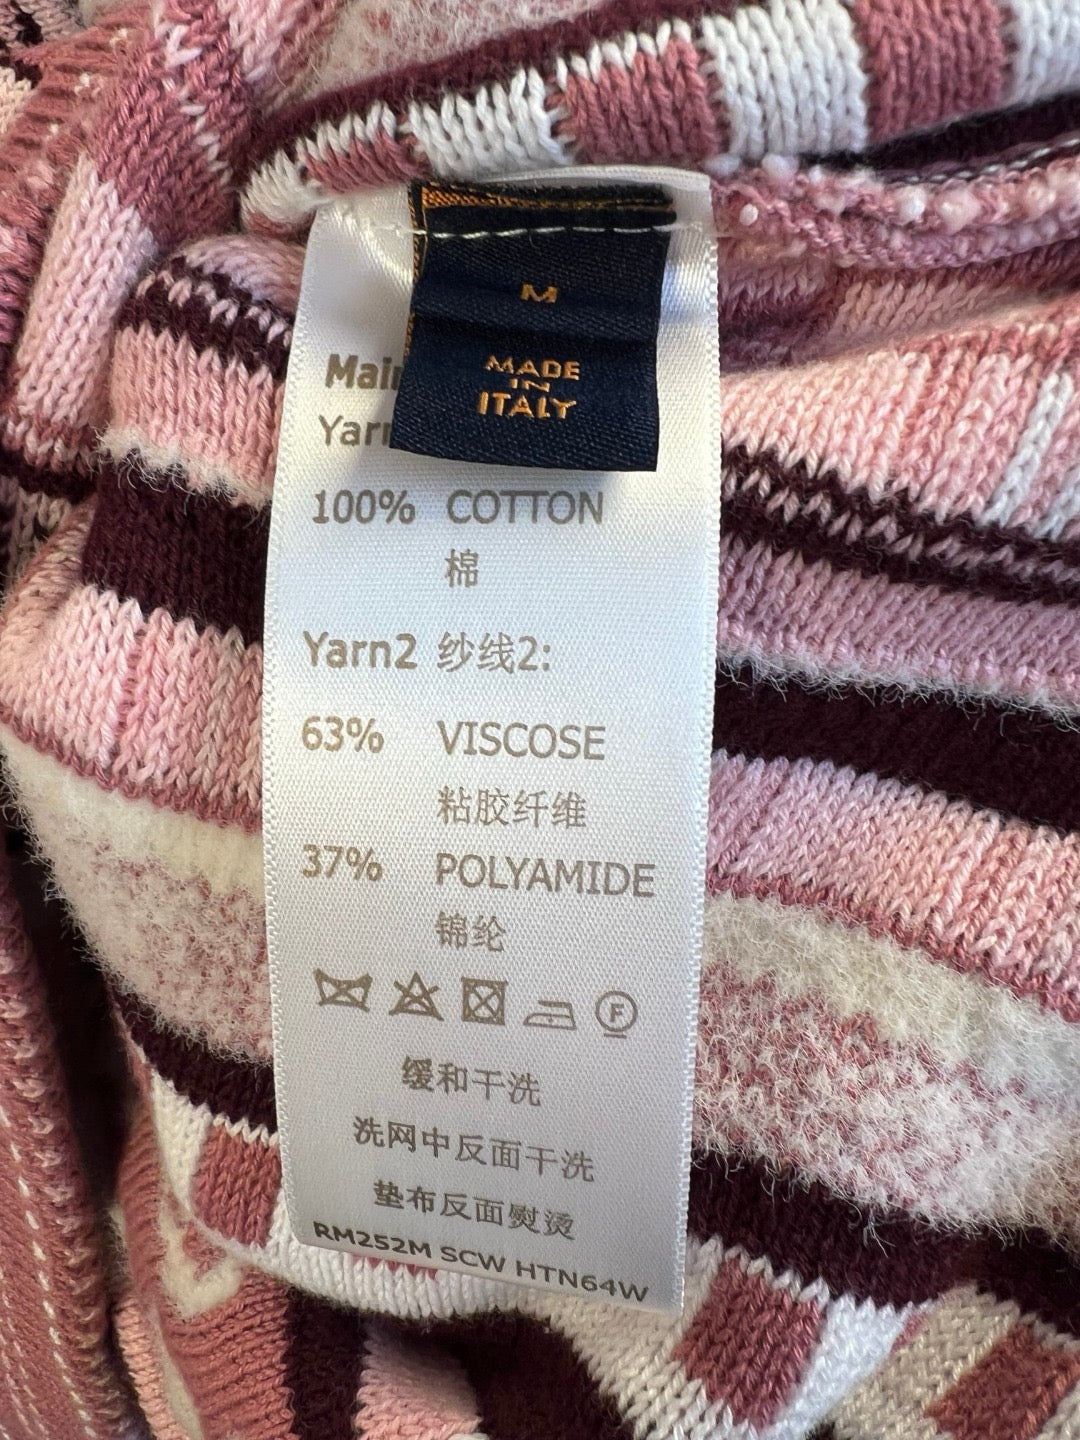 M
MADE
IN
ITALY
100% COTTON
棉
Yarn2 纱线2:
63% VISCOSE
粘胶纤维
37% POLYAMIDE
锦纶
F
缓和干洗
洗网中反面干洗
垫布反面熨烫
RM252M SCW HTN64W